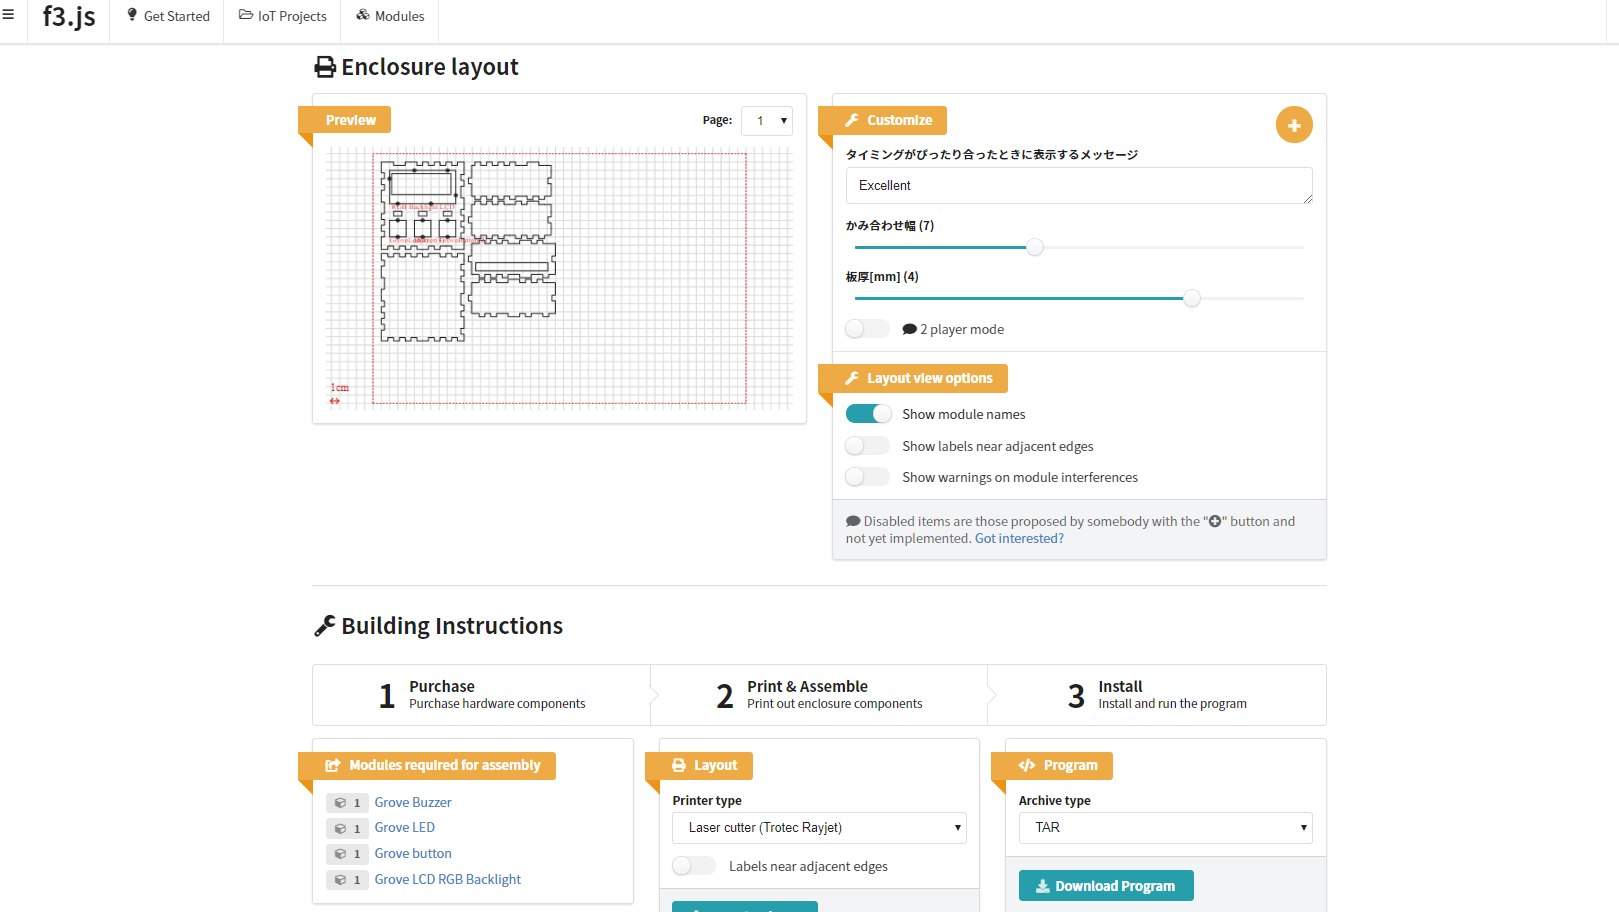 f3.js
Get Started
IoT Projects
Modules
Enclosure layout
Preview
Page:
1
RGB Backlight LCD
1cm
Customize
タイミングがぴったり合ったときに表示するメッセージ
Excellent
かみ合わせ幅 (7)
板厚[mm] (4)
2 player mode
Layout view options
Show module names
Show labels near adjacent edges
Show warnings on module interferences
Disabled items are those proposed by somebody with the "" button and
not yet implemented. Got interested?
Building Instructions
1
Purchase
Purchase hardware components
2
Print & Assemble
Print out enclosure components
3
Install
Install and run the program
Modules required for assembly
1 Grove Buzzer
1 Grove LED
1 Grove button
1 Grove LCD RGB Backlight
Layout
Printer type
Laser cutter (Trotec Rayjet)
Labels near adjacent edges
Program
Archive type
TAR
Download Program